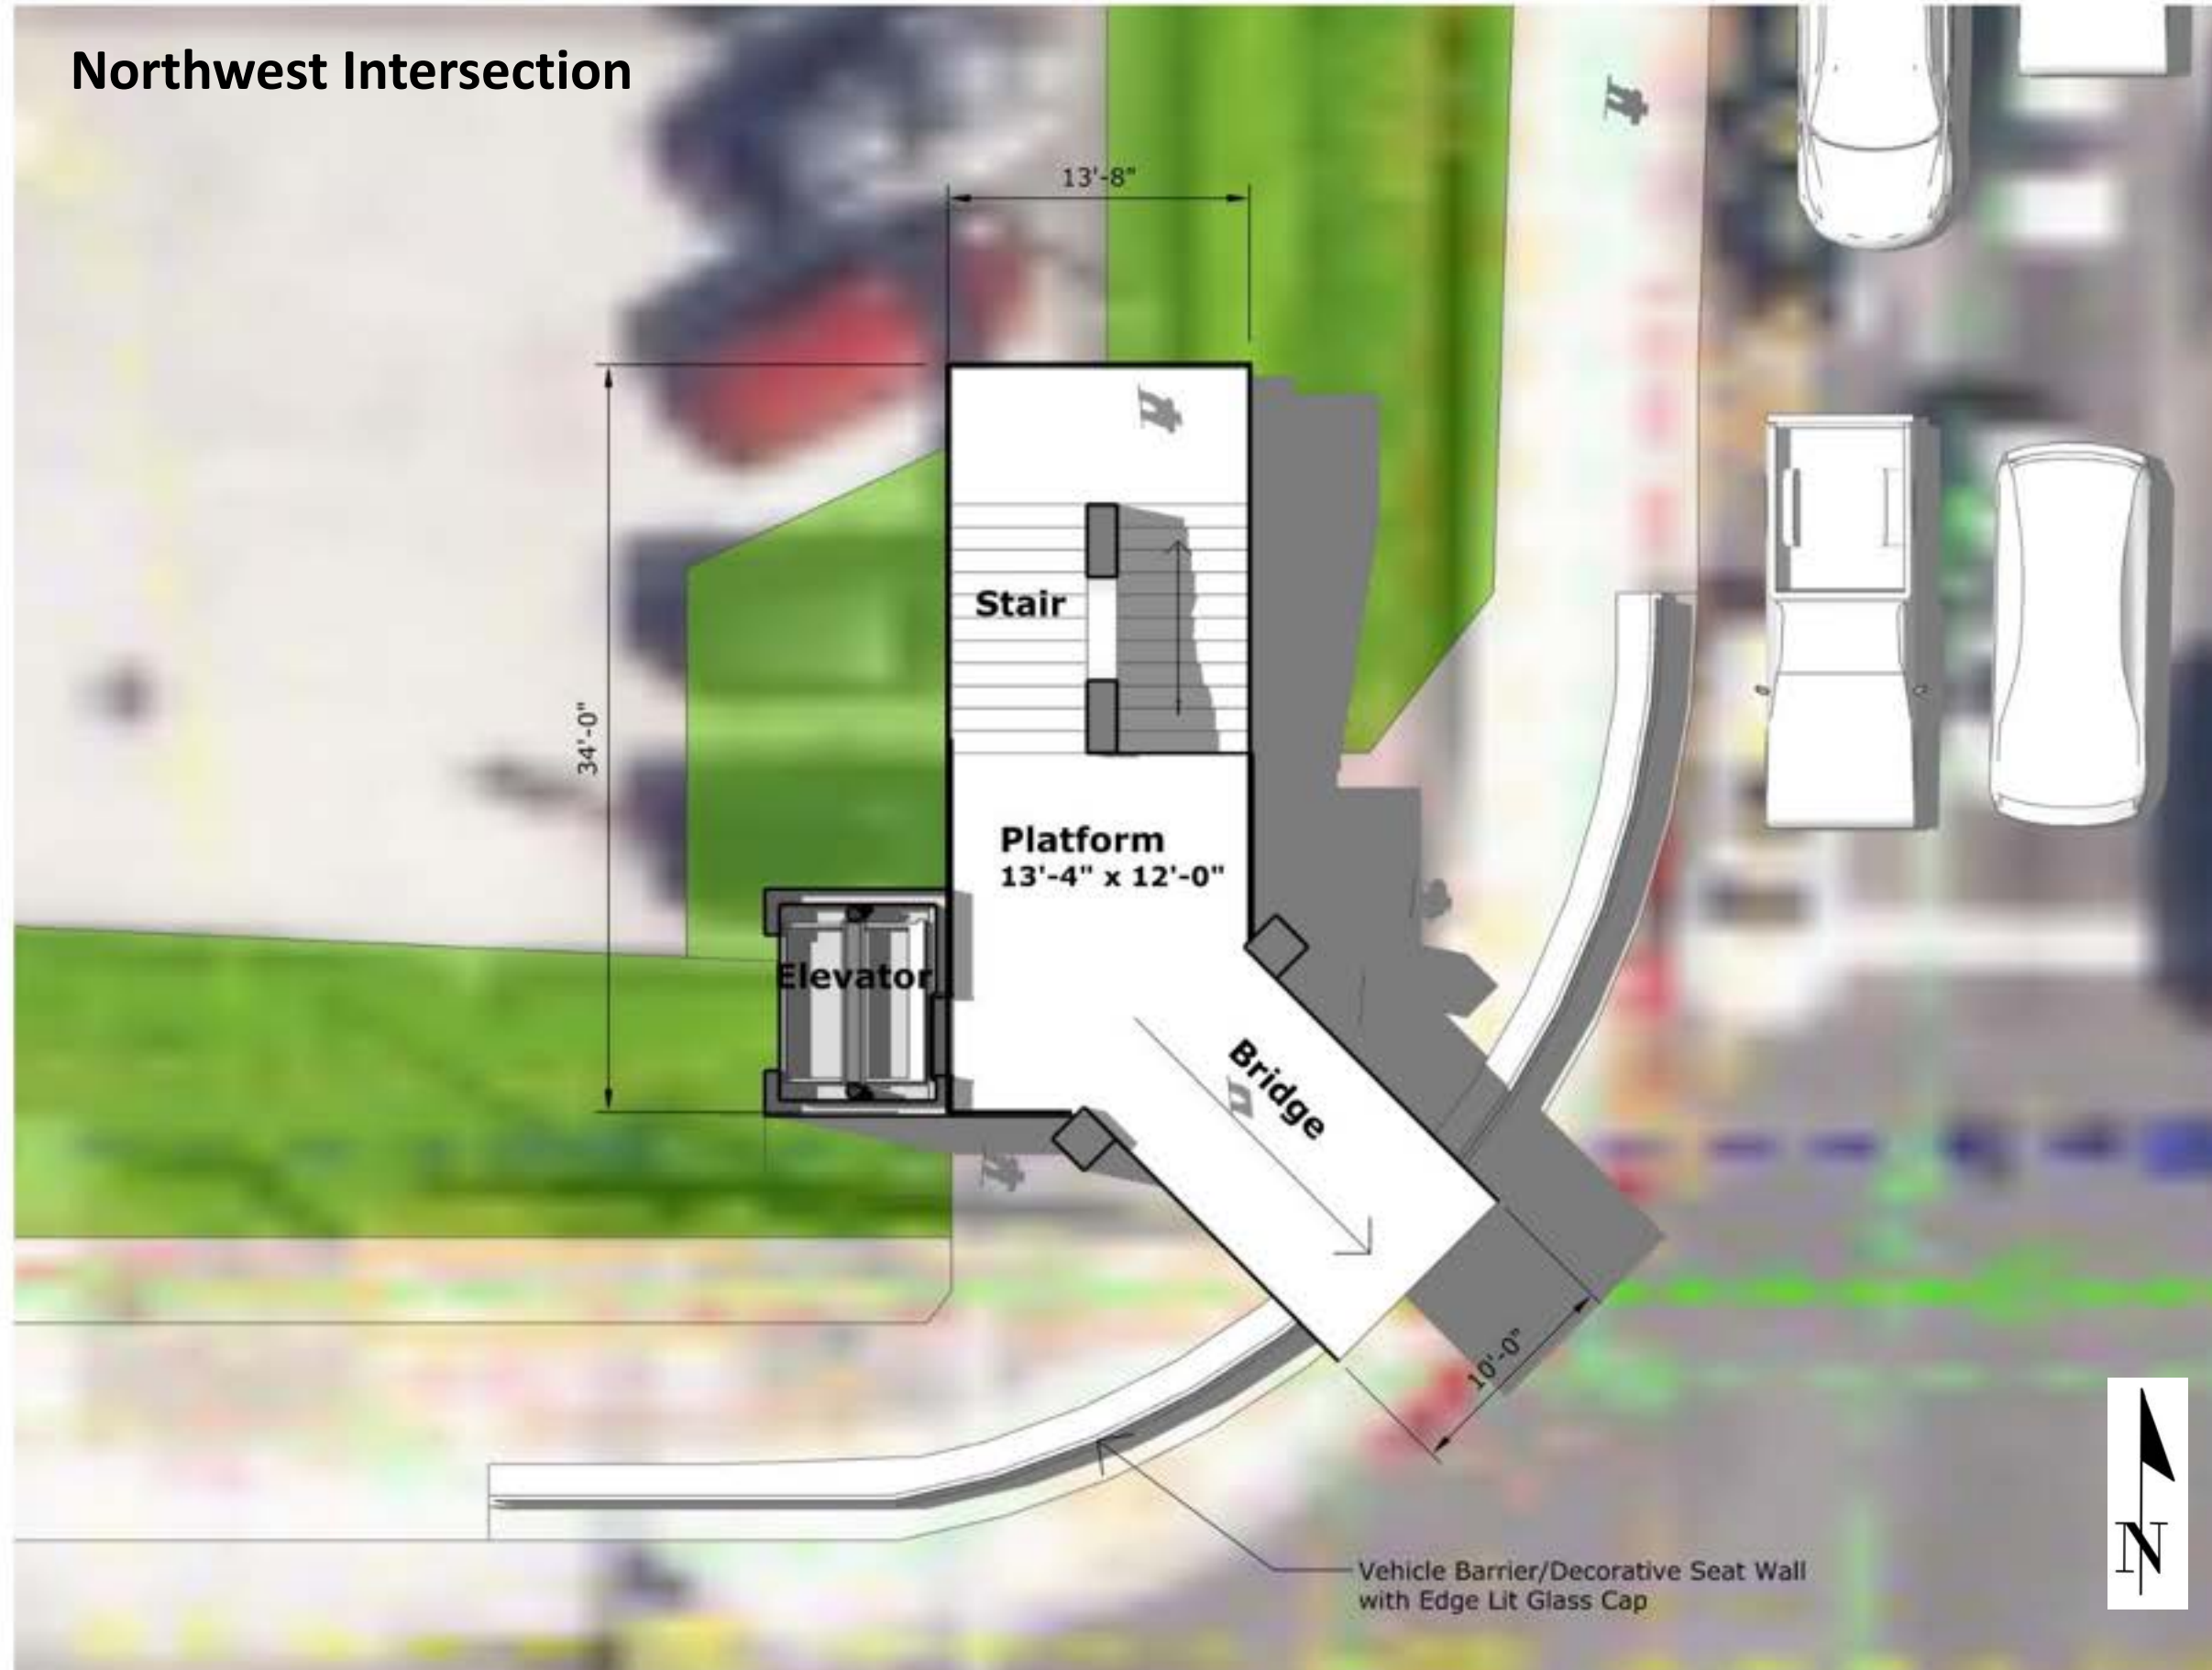 Northwest Intersection
13'-8"
34'-0"
Stair
Platform
13'-4" x 12'-0"
Elevator
Bridge
10'-0"
Vehicle Barrier/Decorative Seat Wall
with Edge Lit Glass Cap
N